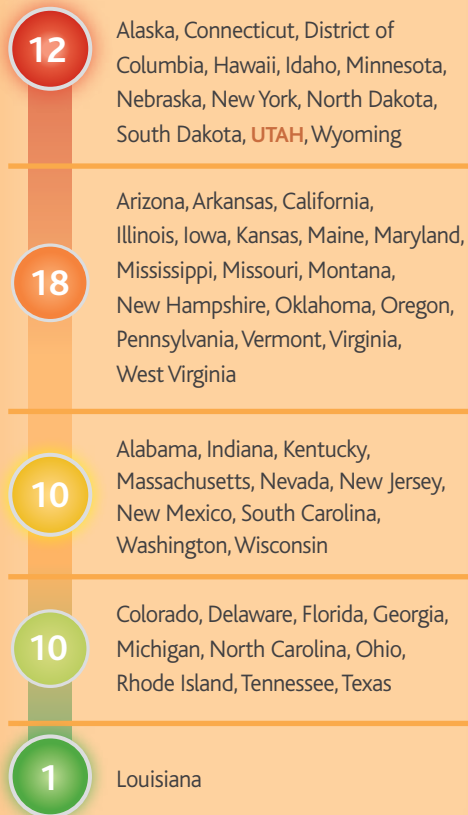 12
Alaska, Connecticut, District of
Columbia, Hawaii, Idaho, Minnesota,
Nebraska, New York, North Dakota,
South Dakota, UTAH, Wyoming
18
Arizona, Arkansas, California,
Illinois, Iowa, Kansas, Maine, Maryland,
Mississippi, Missouri, Montana,
New Hampshire, Oklahoma, Oregon,
Pennsylvania, Vermont, Virginia,
West Virginia
10
Alabama, Indiana, Kentucky,
Massachusetts, Nevada, New Jersey,
New Mexico, South Carolina,
Washington, Wisconsin
10
Colorado, Delaware, Florida, Georgia,
Michigan, North Carolina, Ohio,
Rhode Island, Tennessee, Texas
1
Louisiana